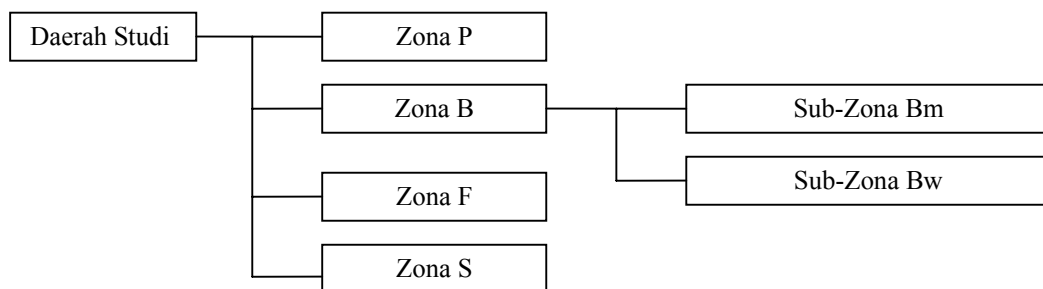 Daerah Studi
Zona P
Zona B
Sub-Zona Bm
Sub-Zona Bw
Zona F
Zona S